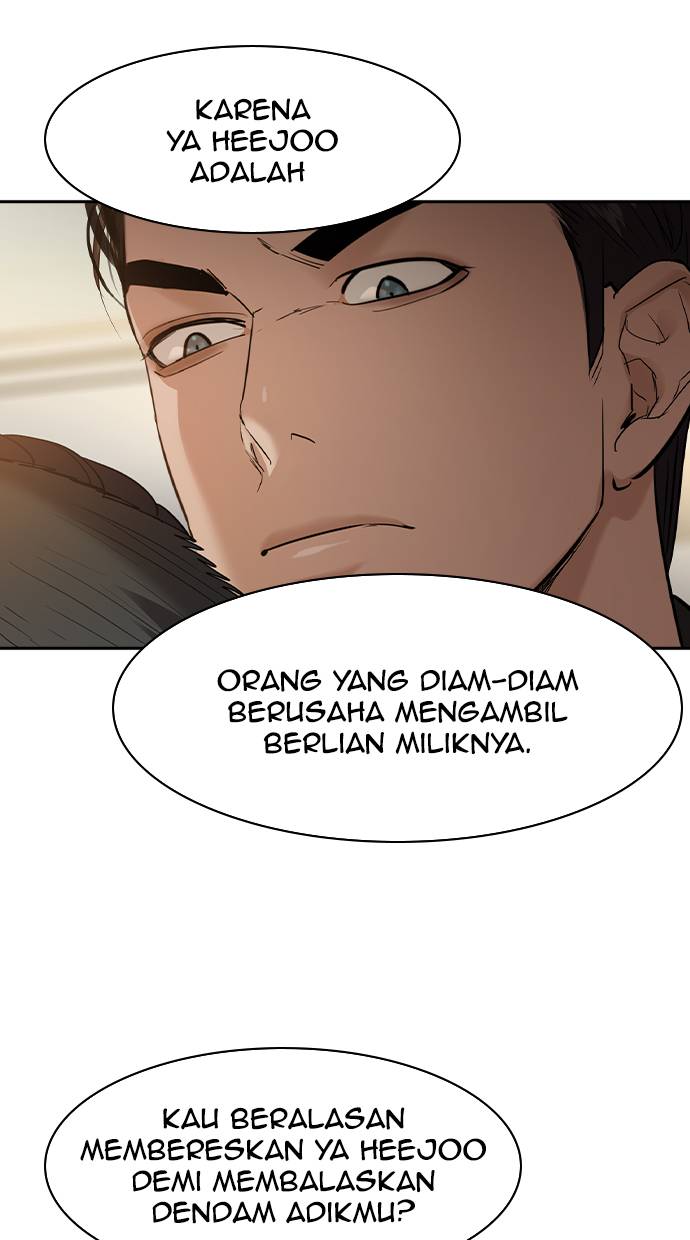 KARENA
YA HEEJOO
ADALAH
ORANG YANG DIAM-DIAM
BERUSAHA MENGAMBIL
BERLIAN MILIKNYA.
KAU BERALASAN
MEMBERESKAN YA HEEJOO
DEMI MEMBALASKAN
DENDAM ADIKMU?